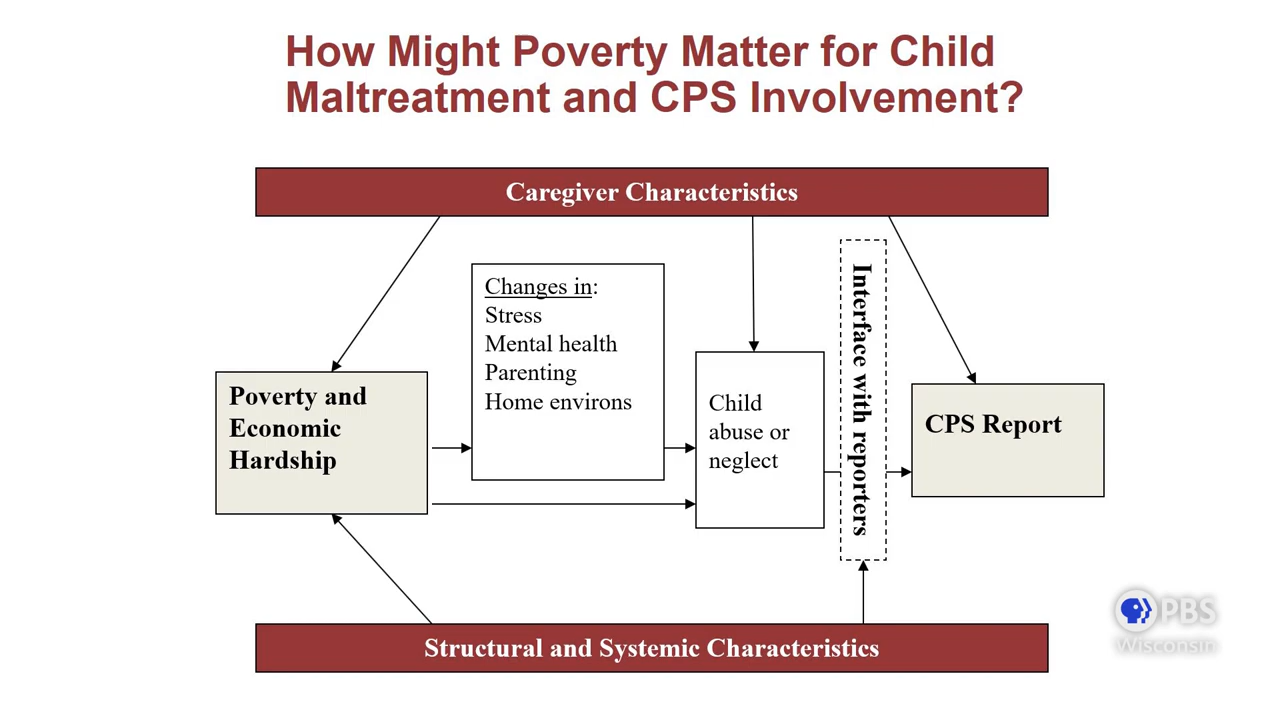 How Might Poverty Matter for Child
Maltreatment and CPS Involvement?
Caregiver Characteristics
Changes in:
Stress
Mental health
Parenting
Home environs
Poverty and
Economic
Hardship
Child
abuse or
neglect
Interface with reporters
CPS Report
Structural and Systemic Characteristics
PBS
Wisconsin